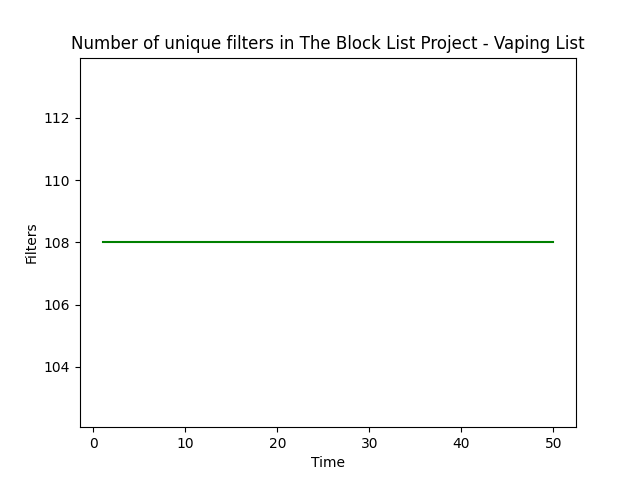 Number of unique filters in The Block List Project - Vaping List
112
110
108
106
104
Filters
0 10 20 30 40 50
Time